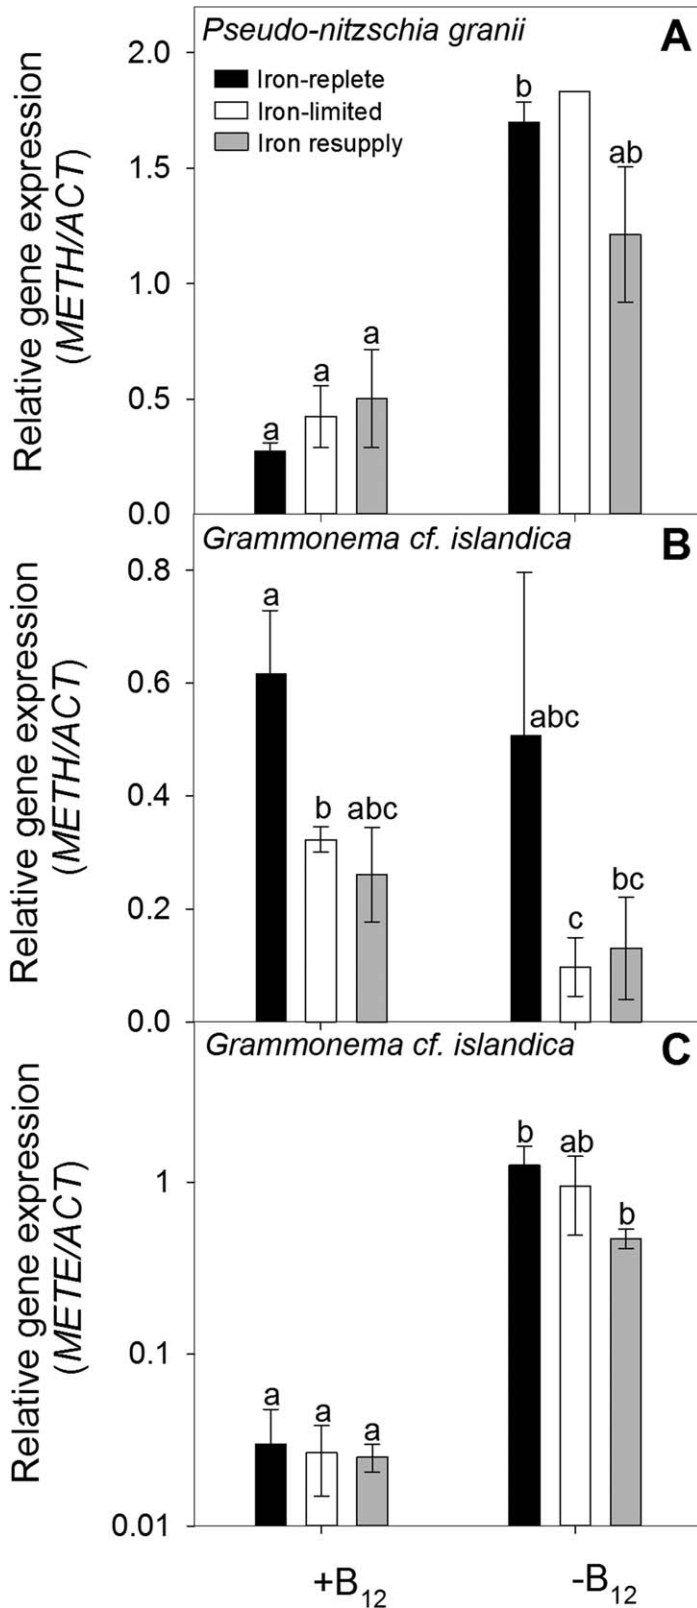 Pseudo-nitzschia granii A
Iron-replete
Iron-limited
Iron resupply
Relative gene expression
(METH/ACT)
2.0
1.5
1.0
0.5
0.0
a a a b ab
Grammonema cf. islandica B
Relative gene expression
(METH/ACT)
0.8
0.6
0.4
0.2
0.0
a b abc abc c bc
Grammonema cf. islandica C
Relative gene expression
(METE/ACT)
1
0.1
0.01
a a a b ab b
+B₁₂ -B₁₂